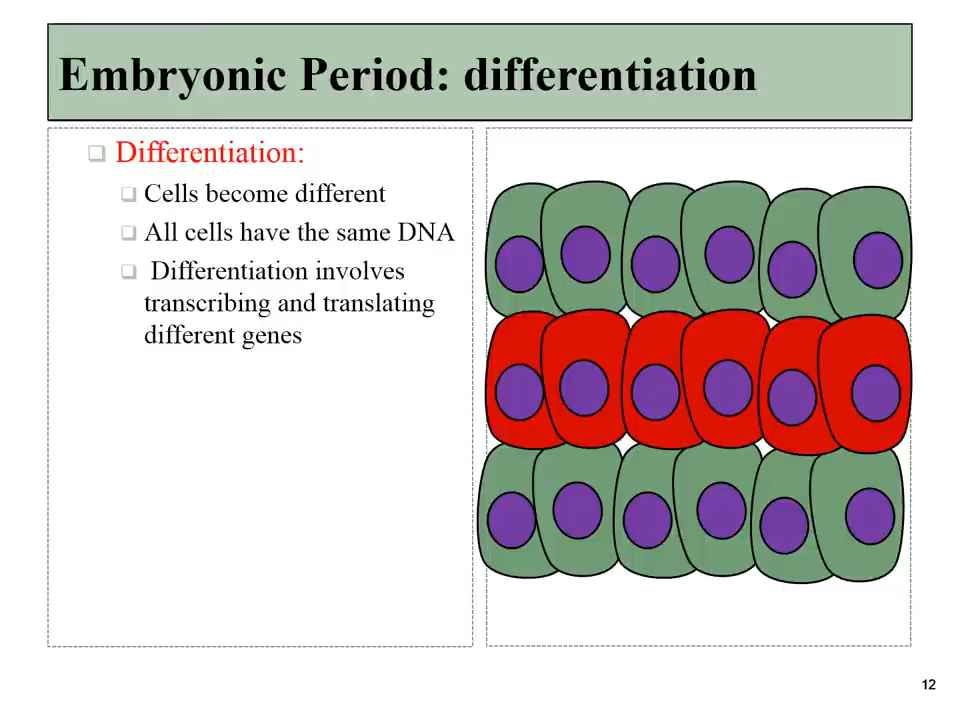 Embryonic Period: differentiation
Differentiation:
Cells become different
All cells have the same DNA
Differentiation involves
transcribing and translating
different genes
12